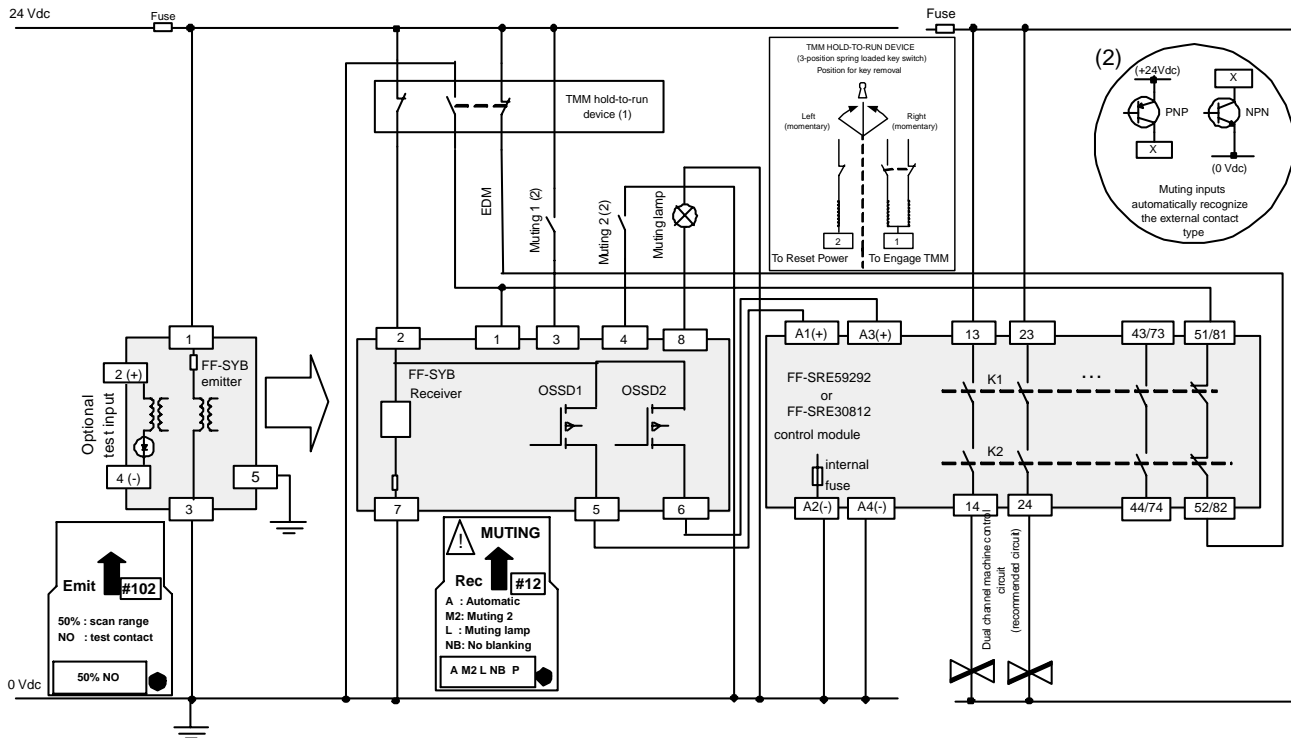 24 Vdc
Fuse
Fuse
TMM hold-to-run
device (1)
TMM HOLD-TO-RUN DEVICE
(3-position spring loaded key switch)
Position for key removal
Left
(momentary)
Right
(momentary)
2
1
To Reset Power
To Engage TMM
(2)
(+24Vdc)
X
PNP
NPN
X
(0 Vdc)
Muting inputs
automatically recognize
the external contact
type
EDM
Muting 1 (2)
Muting 2 (2)
Muting lamp
1
2 (+)
FF-SYB
emitter
Optional
test input
4 (-)
5
3
2
1
3
4
8
FF-SYB
Receiver
OSSD1
OSSD2
7
5
6
A1(+)
A3(+)
13
23
43/73
51/81
FF-SRE59292
or
FF-SRE30812
control module
K1
...
K2
internal
fuse
A2(-)
A4(-)
14
24
44/74
52/82
Dual channel machine control
circuit
(recommended circuit)
Emit
#102
50% : scan range
NO : test contact
50% NO
! MUTING
Rec
#12
A : Automatic
M2: Muting 2
L : Muting lamp
NB: No blanking
A M2 L NB P
0 Vdc